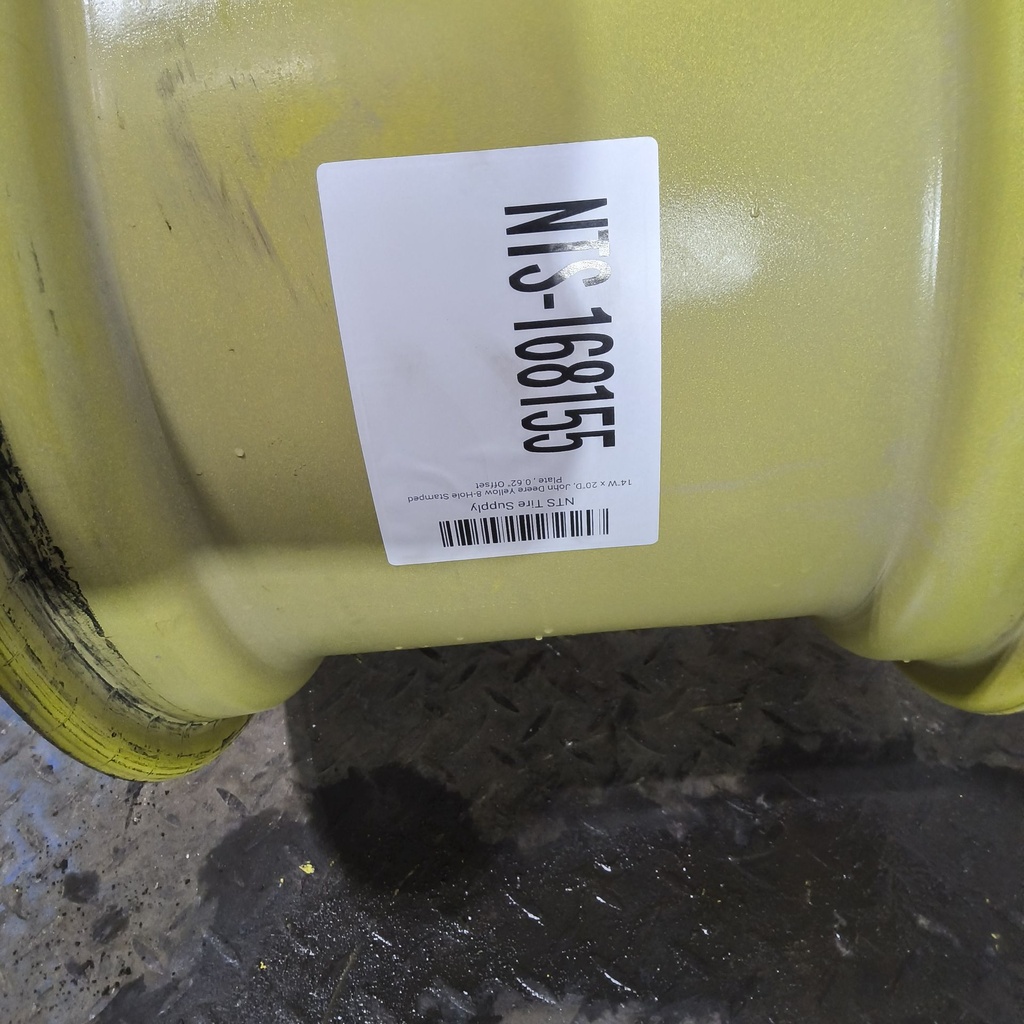 NTS-168155
NTS Tire Supply
14"W x 20"D, John Deere Yellow 8-Hole Stamped
Plate , 0.62" Offset